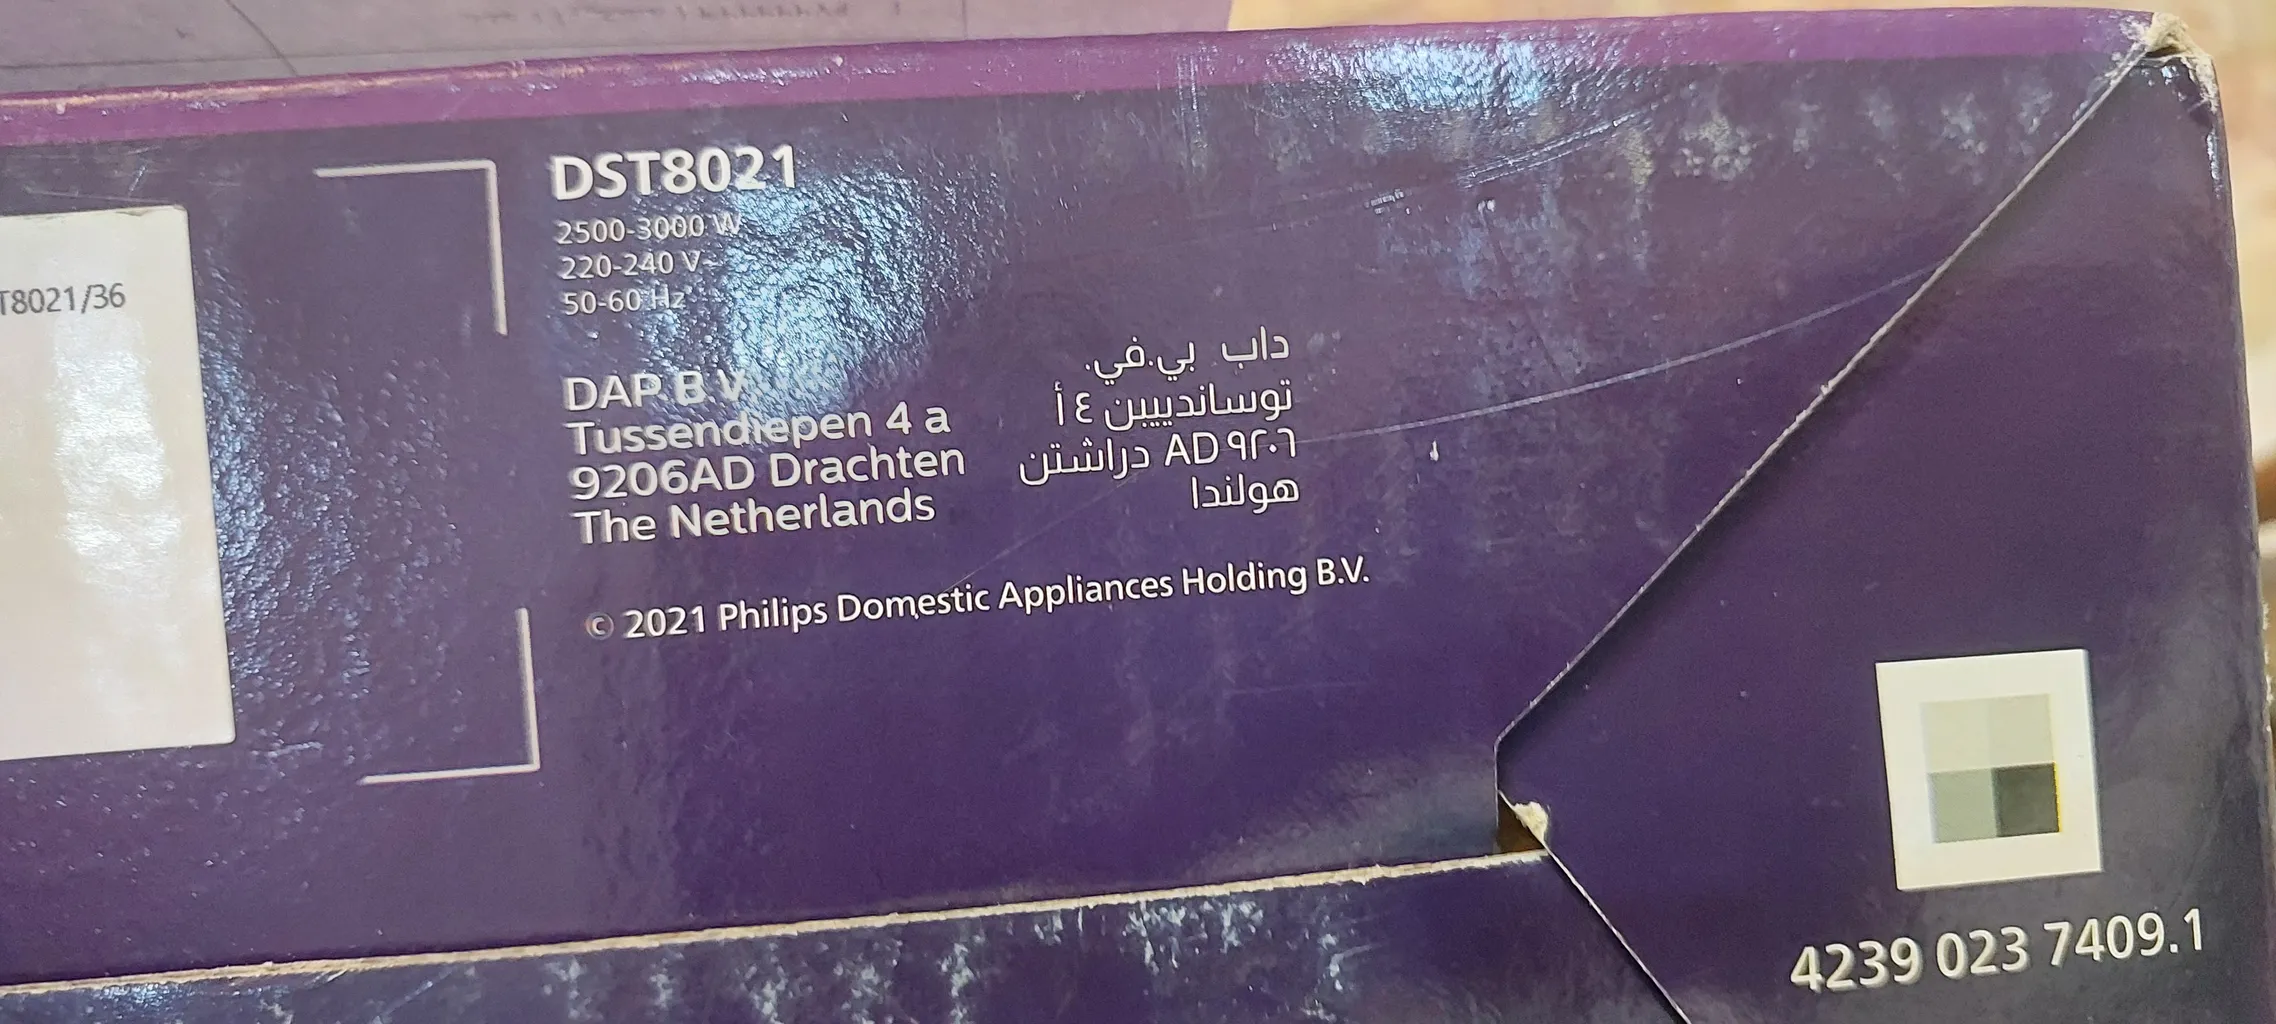 T8021/36
DST8021
2500-3000 W
220-240 V~
50-60 Hz
DAP B.V.
Tussendiepen 4 a
9206AD Drachten
The Netherlands
داب بي.في.
توسانديبين ٤ أ
٩٢٠٦ AD دراشتن
هولندا
© 2021 Philips Domestic Appliances Holding B.V.
4239 023 7409.1